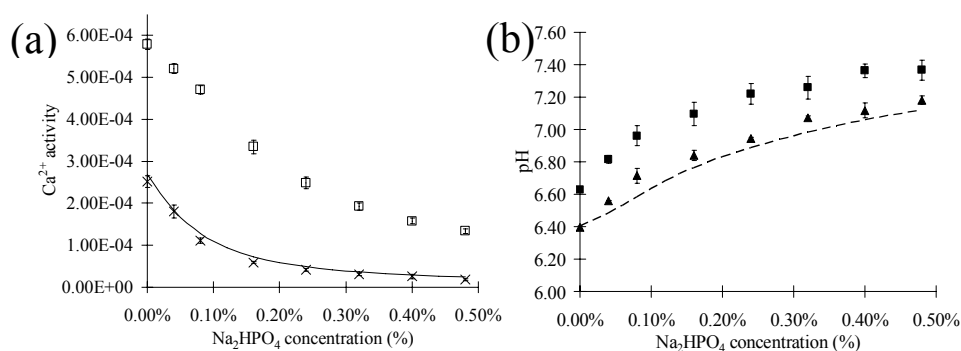 (a)
6.00E-04
5.00E-04
4.00E-04
3.00E-04
2.00E-04
1.00E-04
0.00E+00
Ca²⁺ activity
0.00% 0.10% 0.20% 0.30% 0.40% 0.50%
Na₂HPO₄ concentration (%)
(b)
7.60
7.40
7.20
7.00
6.80
6.60
6.40
6.20
6.00
pH
0.00% 0.10% 0.20% 0.30% 0.40% 0.50%
Na₂HPO₄ concentration (%)